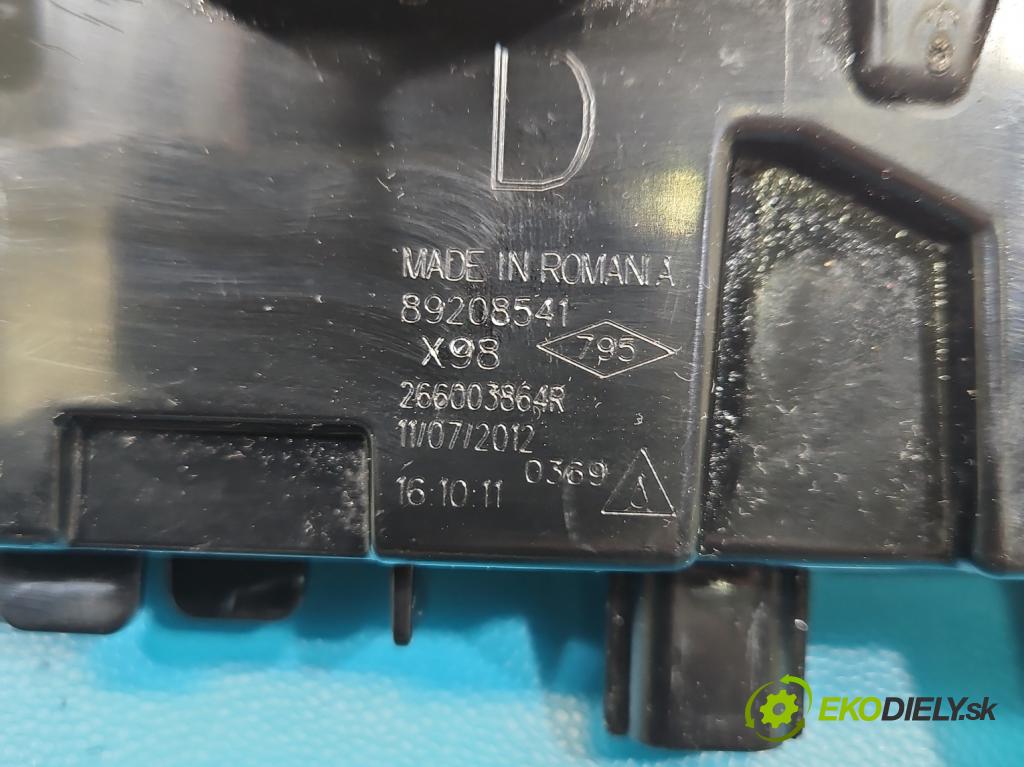 D
MADE IN ROMANIA
89208541
X98 795
266003864R
11/07/2012
0369
16:10:11
EKODIELY.sk